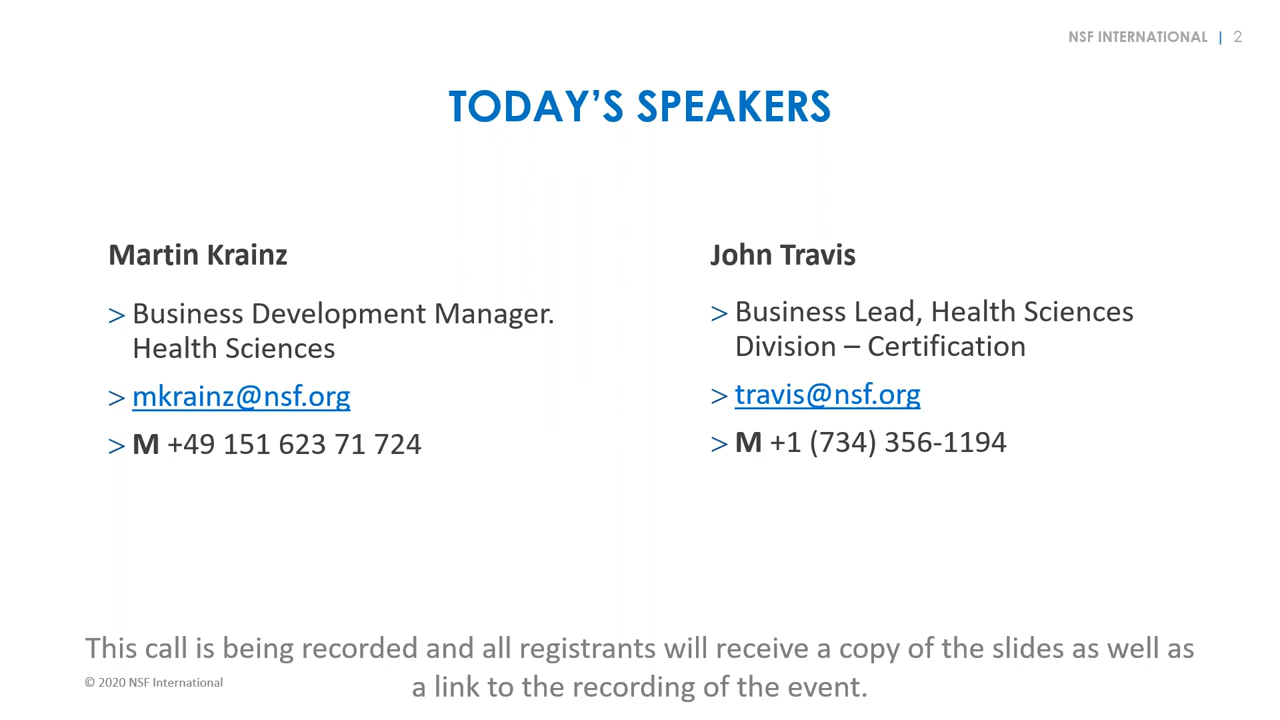 NSF INTERNATIONAL | 2
TODAY’S SPEAKERS
Martin Krainz
> Business Development Manager.
Health Sciences
> mkrainz@nsf.org
> M +49 151 623 71 724
John Travis
> Business Lead, Health Sciences
Division – Certification
> travis@nsf.org
> M +1 (734) 356-1194
This call is being recorded and all registrants will receive a copy of the slides as well as
a link to the recording of the event.
© 2020 NSF International